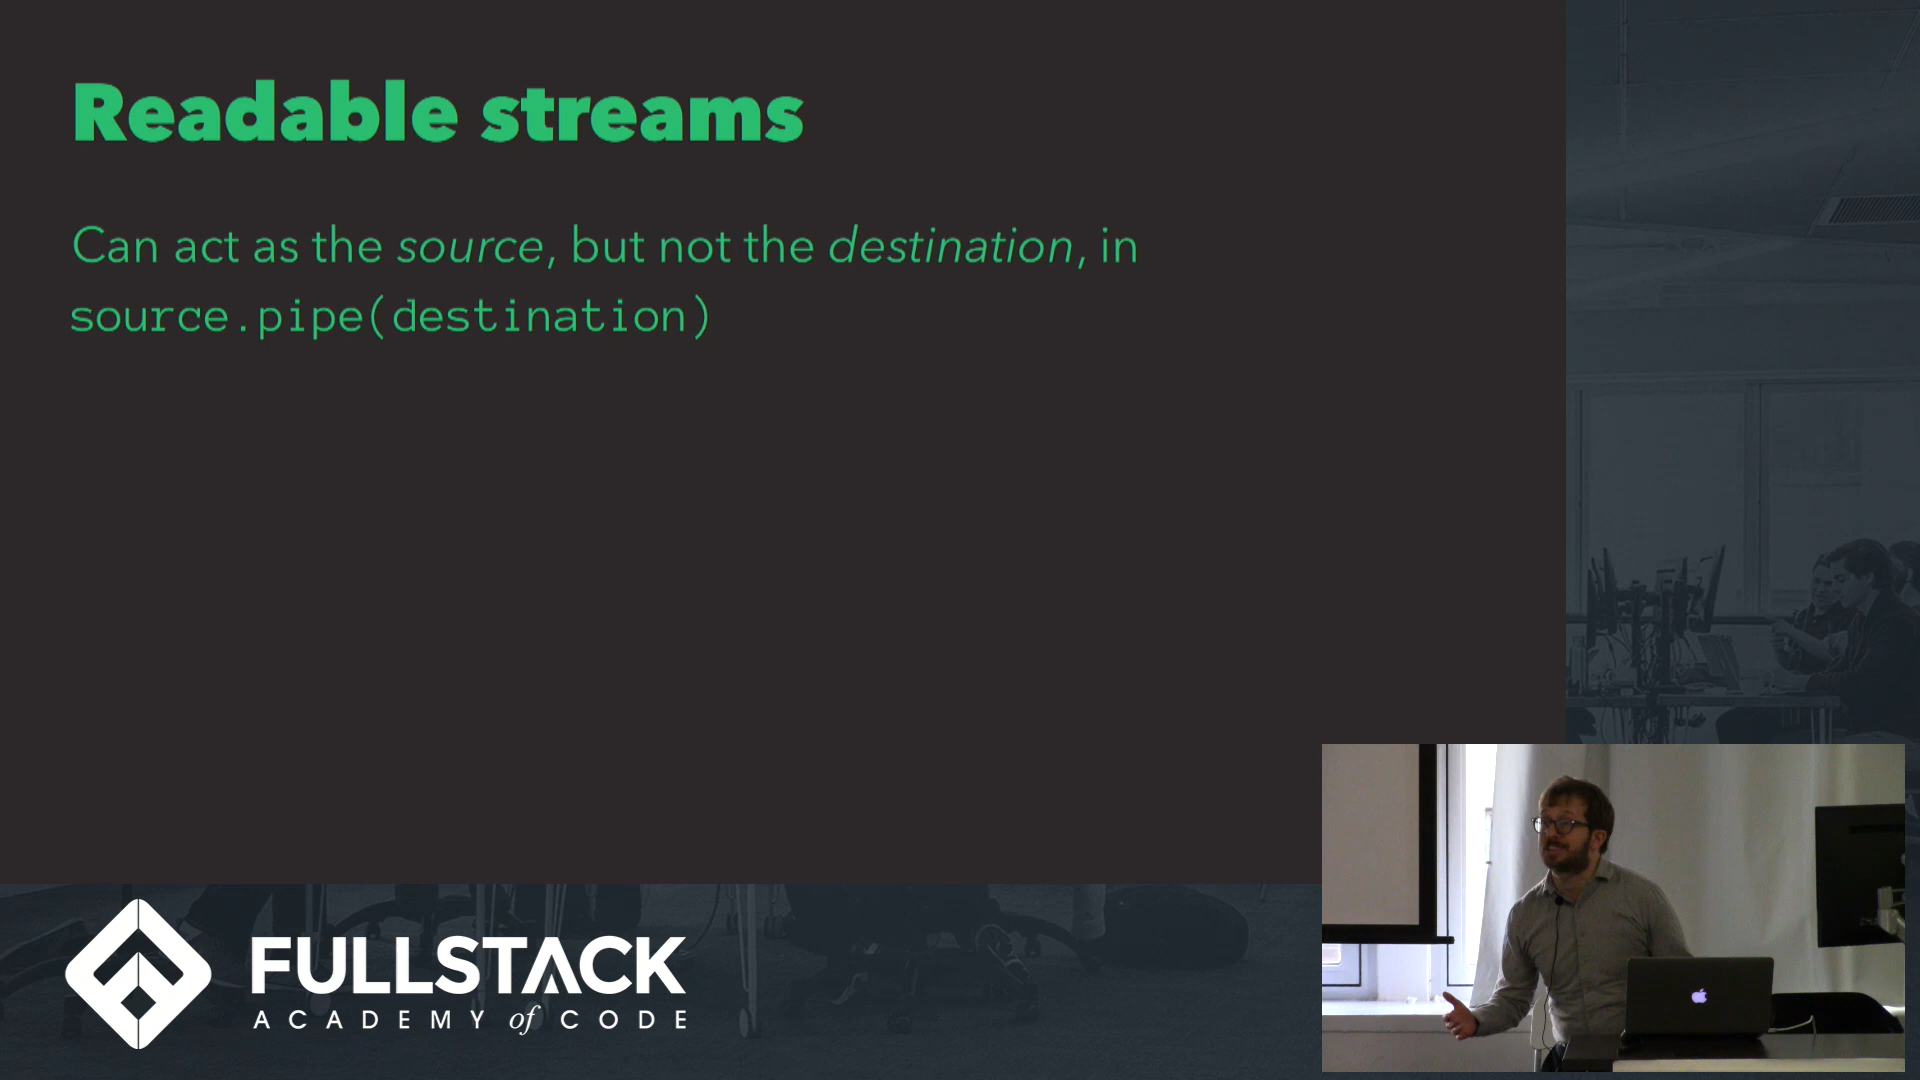 Readable streams
Can act as the source, but not the destination, in
source.pipe(destination)
FULLSTACK
ACADEMY of CODE